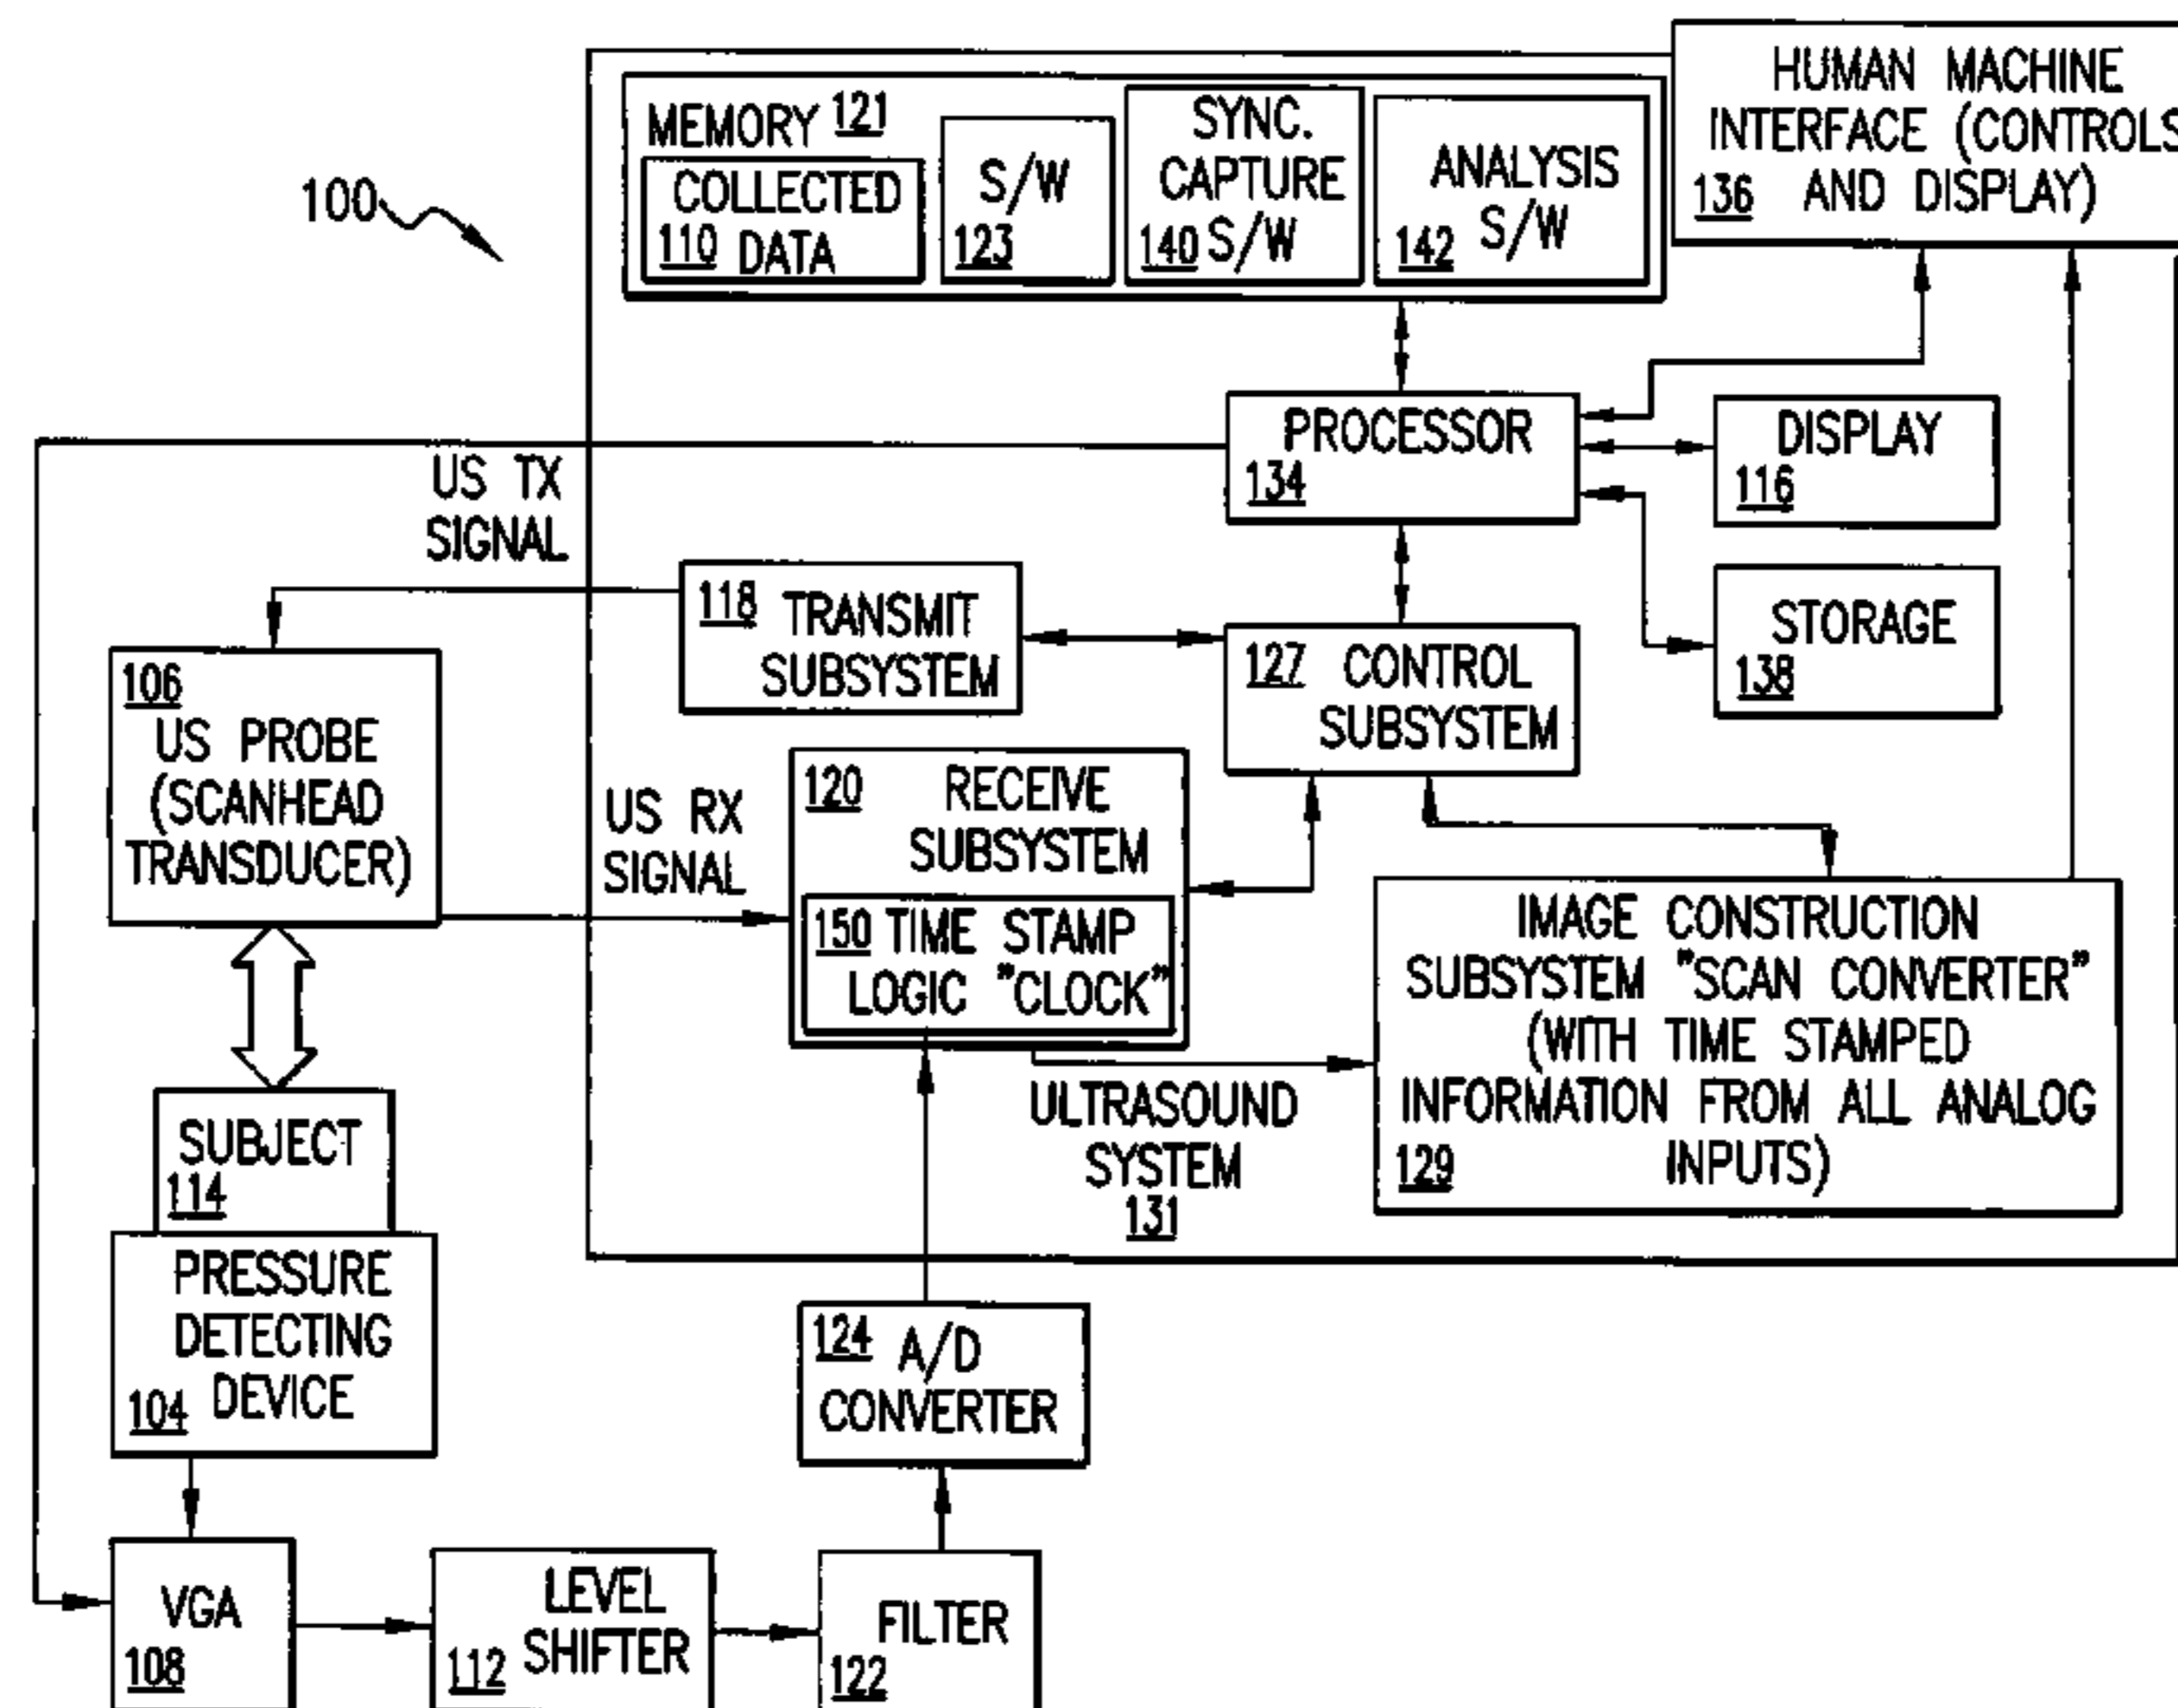 100
MEMORY 121
COLLECTED
110 DATA
S/W
123
SYNC.
CAPTURE
140 S/W
ANALYSIS
142 S/W
HUMAN MACHINE
INTERFACE (CONTROLS
136 AND DISPLAY)
PROCESSOR
134
DISPLAY
116
STORAGE
138
US TX
SIGNAL
118 TRANSMIT
SUBSYSTEM
127 CONTROL
SUBSYSTEM
106
US PROBE
(SCANHEAD
TRANSDUCER)
US RX
SIGNAL
120 RECEIVE
SUBSYSTEM
150 TIME STAMP
LOGIC "CLOCK"
IMAGE CONSTRUCTION
SUBSYSTEM "SCAN CONVERTER"
(WITH TIME STAMPED
INFORMATION FROM ALL ANALOG
129 INPUTS)
ULTRASOUND
SYSTEM
131
SUBJECT
114
PRESSURE
DETECTING
104 DEVICE
124 A/D
CONVERTER
VGA
108
LEVEL
112 SHIFTER
FILTER
122